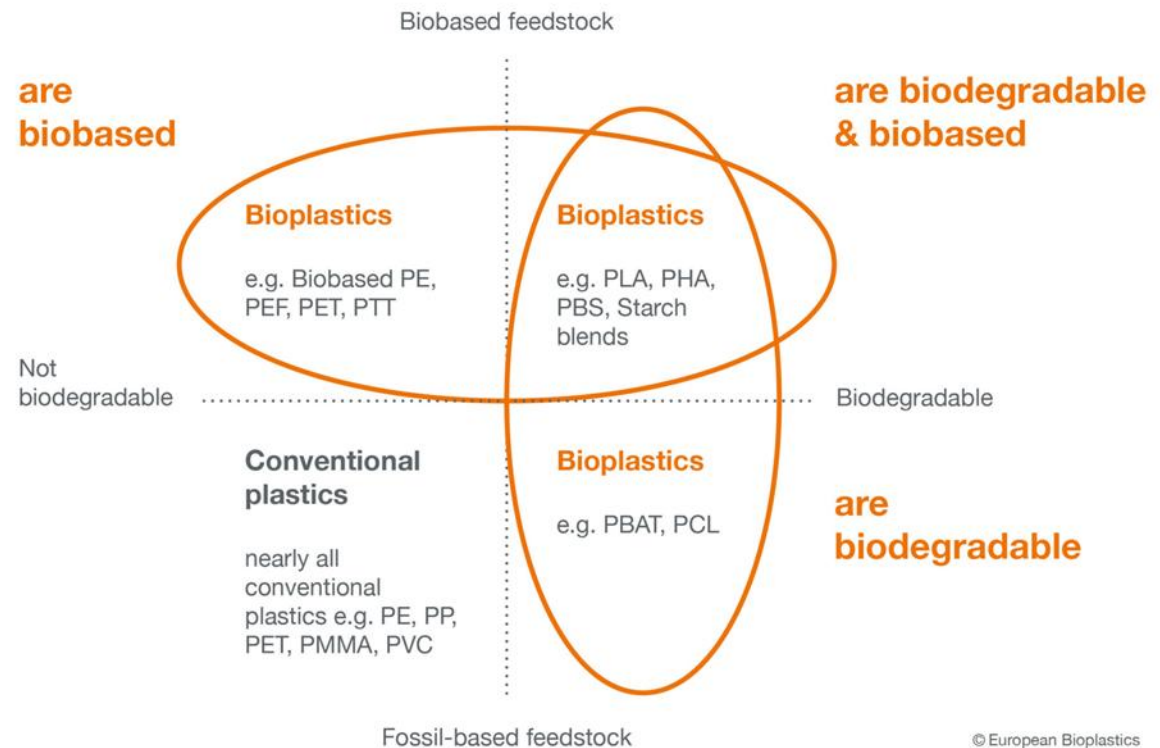 Biobased feedstock
are
biobased
are biodegradable
& biobased
Bioplastics
e.g. Biobased PE,
PEF, PET, PTT
Bioplastics
e.g. PLA, PHA,
PBS, Starch
blends
Not
biodegradable
Biodegradable
Conventional
plastics
nearly all
conventional
plastics e.g. PE, PP,
PET, PMMA, PVC
Bioplastics
e.g. PBAT, PCL
are
biodegradable
Fossil-based feedstock
© European Bioplastics